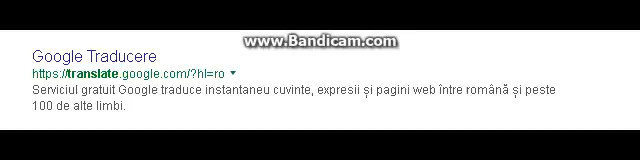 www.Bandicam.com
Google Traducere
https://translate.google.com/?hl=ro
Serviciul gratuit Google traduce instantaneu cuvinte, expresii și pagini web între română și peste
100 de alte limbi.